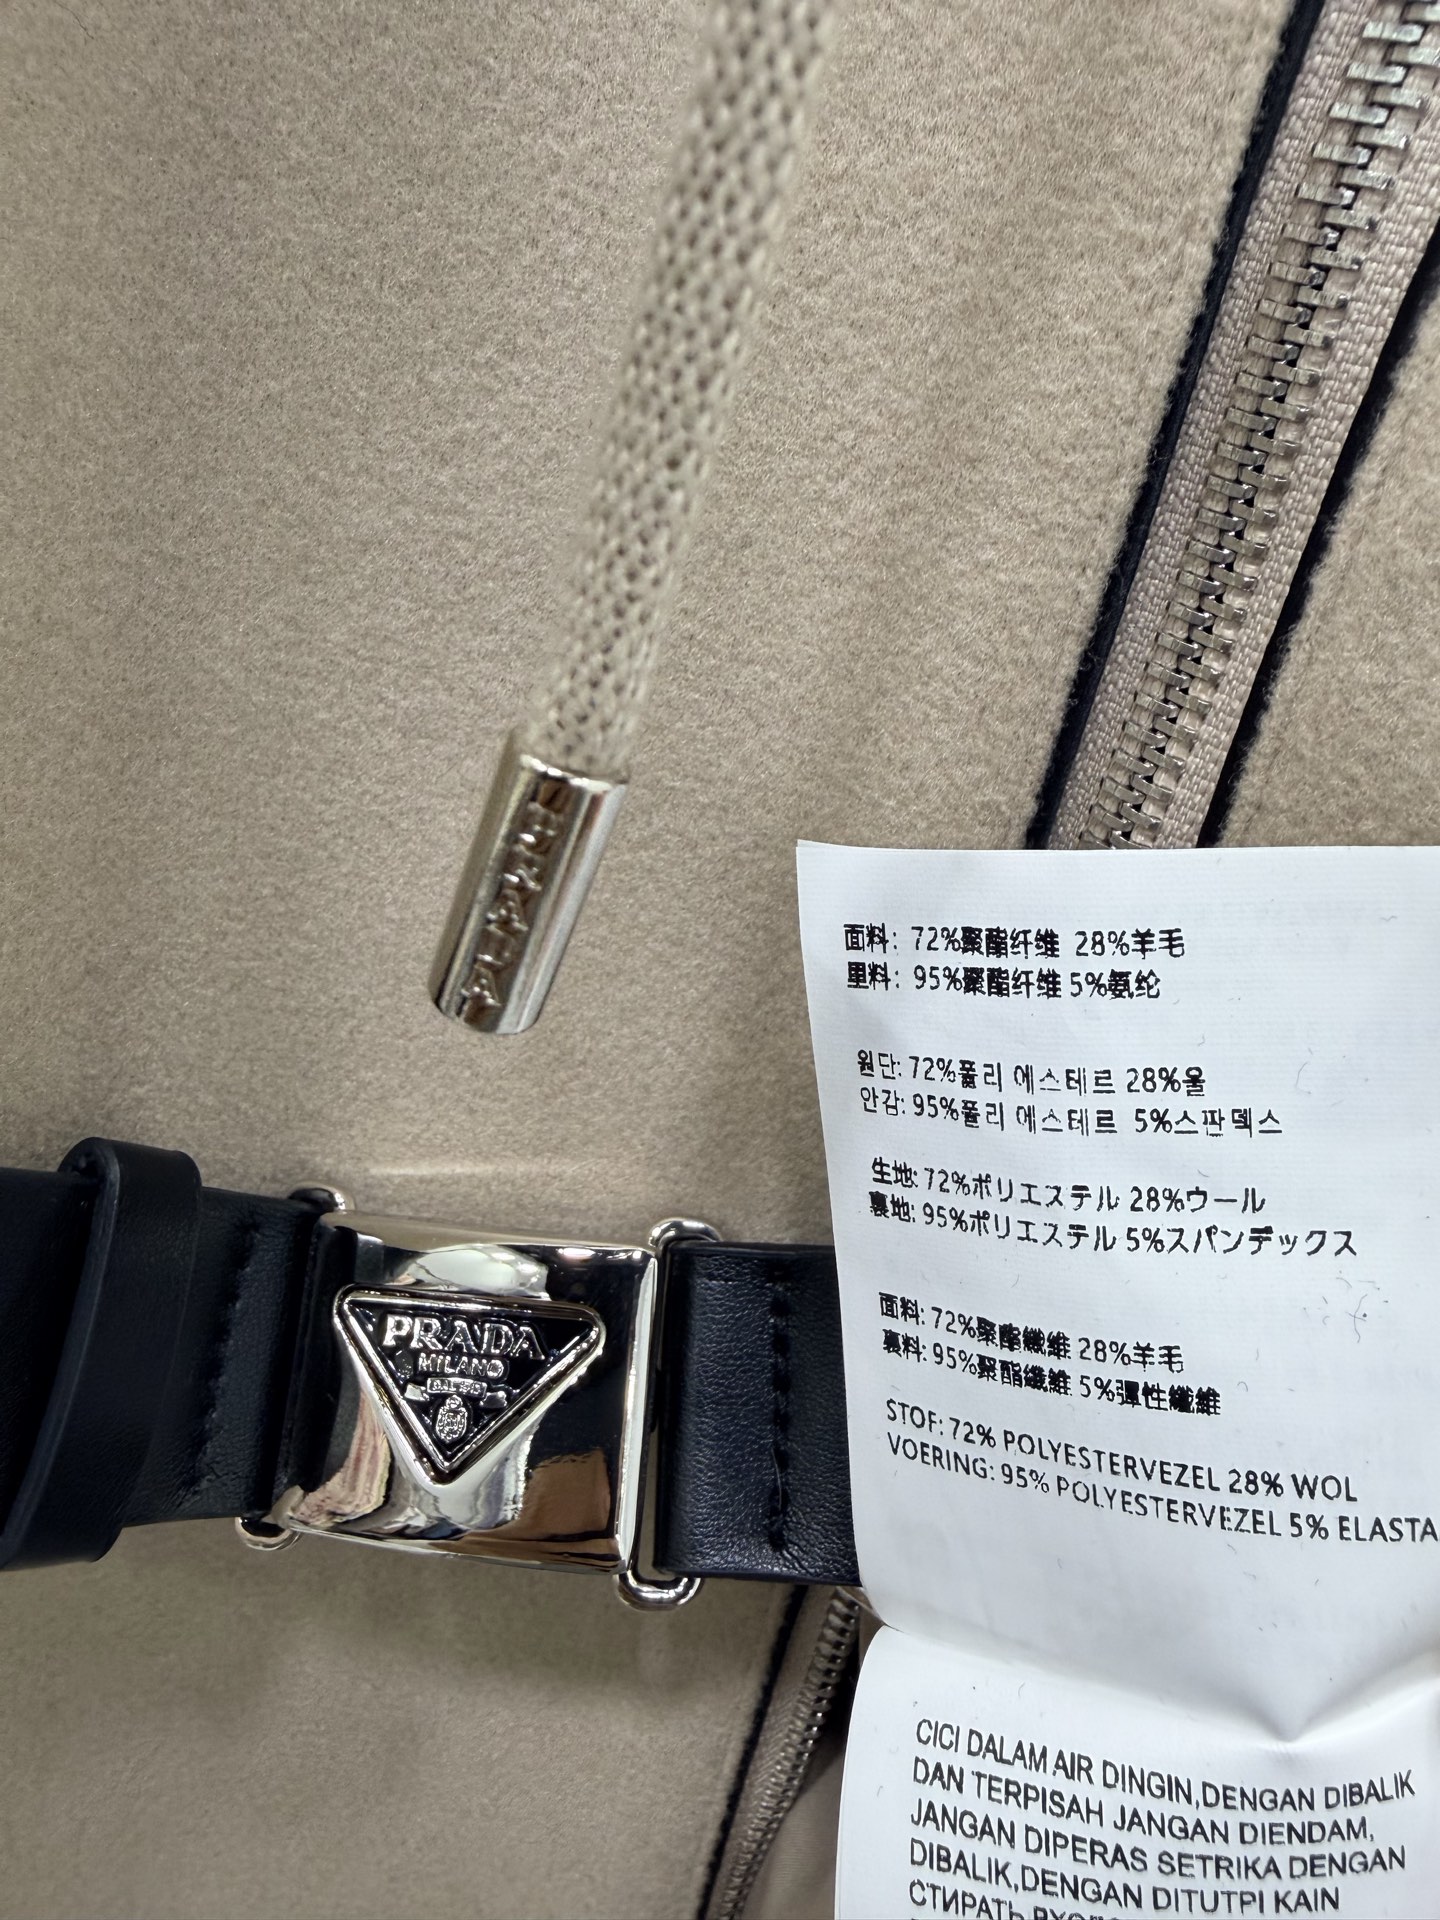 PRADA
面料: 72%聚酯纤维 28%羊毛
里料: 95%聚酯纤维 5%氨纶
원단: 72%폴리 에스테르 28%울
안감: 95%폴리 에스테르 5%스판덱스
生地: 72%ポリエステル 28%ウール
裏地: 95%ポリエステル 5%スパンデックス
面料: 72%聚酯纖維 28%羊毛
裏料: 95%聚酯纖維 5%彈性纖維
STOF: 72% POLYESTERVEZEL 28% WOL
VOERING: 95% POLYESTERVEZEL 5% ELASTA
PRADA
MILANO
CICI DALAM AIR DINGIN,DENGAN DIBALIK
DAN TERPISAH JANGAN DIENDAM,
JANGAN DIPERAS SETRIKA DENGAN
DIBALIK,DENGAN DITUTPI KAIN
СТИРАТЬ